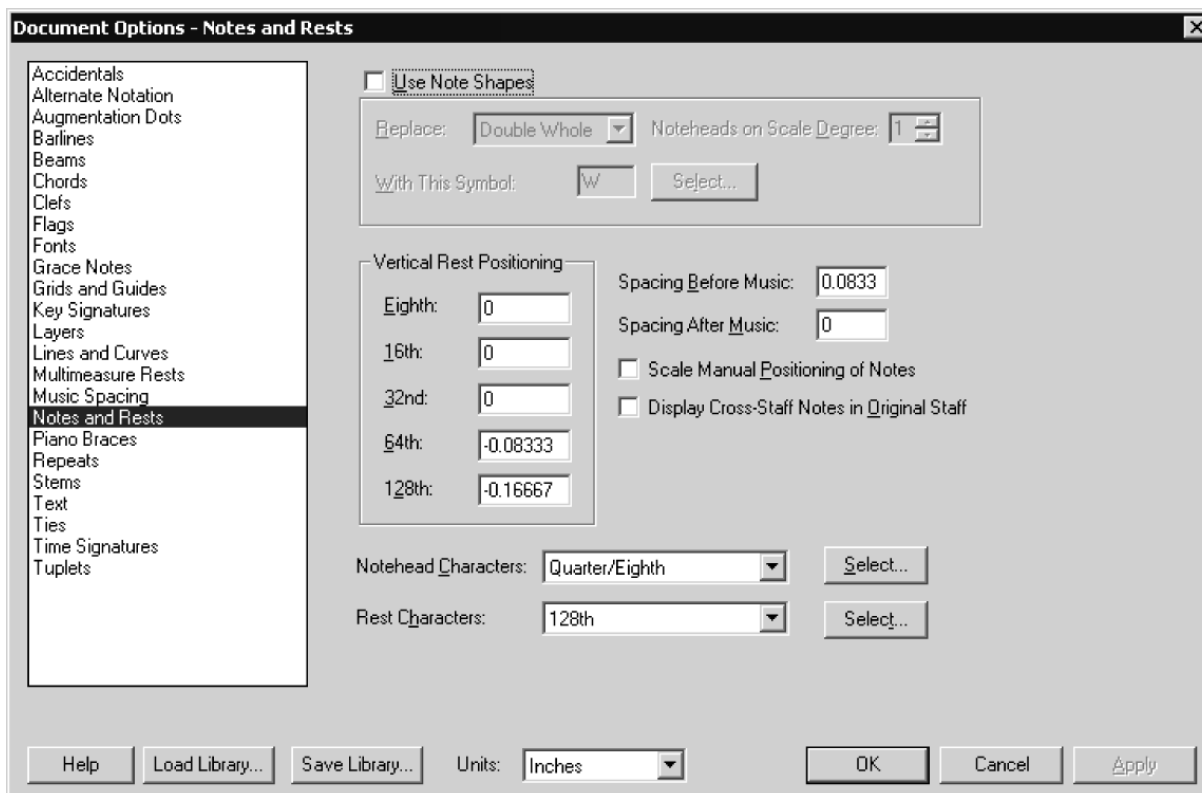 Document Options - Notes and Rests
Accidentals
Alternate Notation
Augmentation Dots
Barlines
Beams
Chords
Clefs
Flags
Fonts
Grace Notes
Grids and Guides
Key Signatures
Layers
Lines and Curves
Multimeasure Rests
Music Spacing
Notes and Rests
Piano Braces
Repeats
Stems
Text
Ties
Time Signatures
Tuplets
Use Note Shapes
Replace: Double Whole Noteheads on Scale Degree: 1
With This Symbol: W Select...
Vertical Rest Positioning
Eighth: 0
16th: 0
32nd: 0
64th: -0.08333
128th: -0.16667
Spacing Before Music: 0.0833
Spacing After Music: 0
Scale Manual Positioning of Notes
Display Cross-Staff Notes in Original Staff
Notehead Characters: Quarter/Eighth Select...
Rest Characters: 128th Select...
Help Load Library... Save Library... Units: Inches OK Cancel Apply